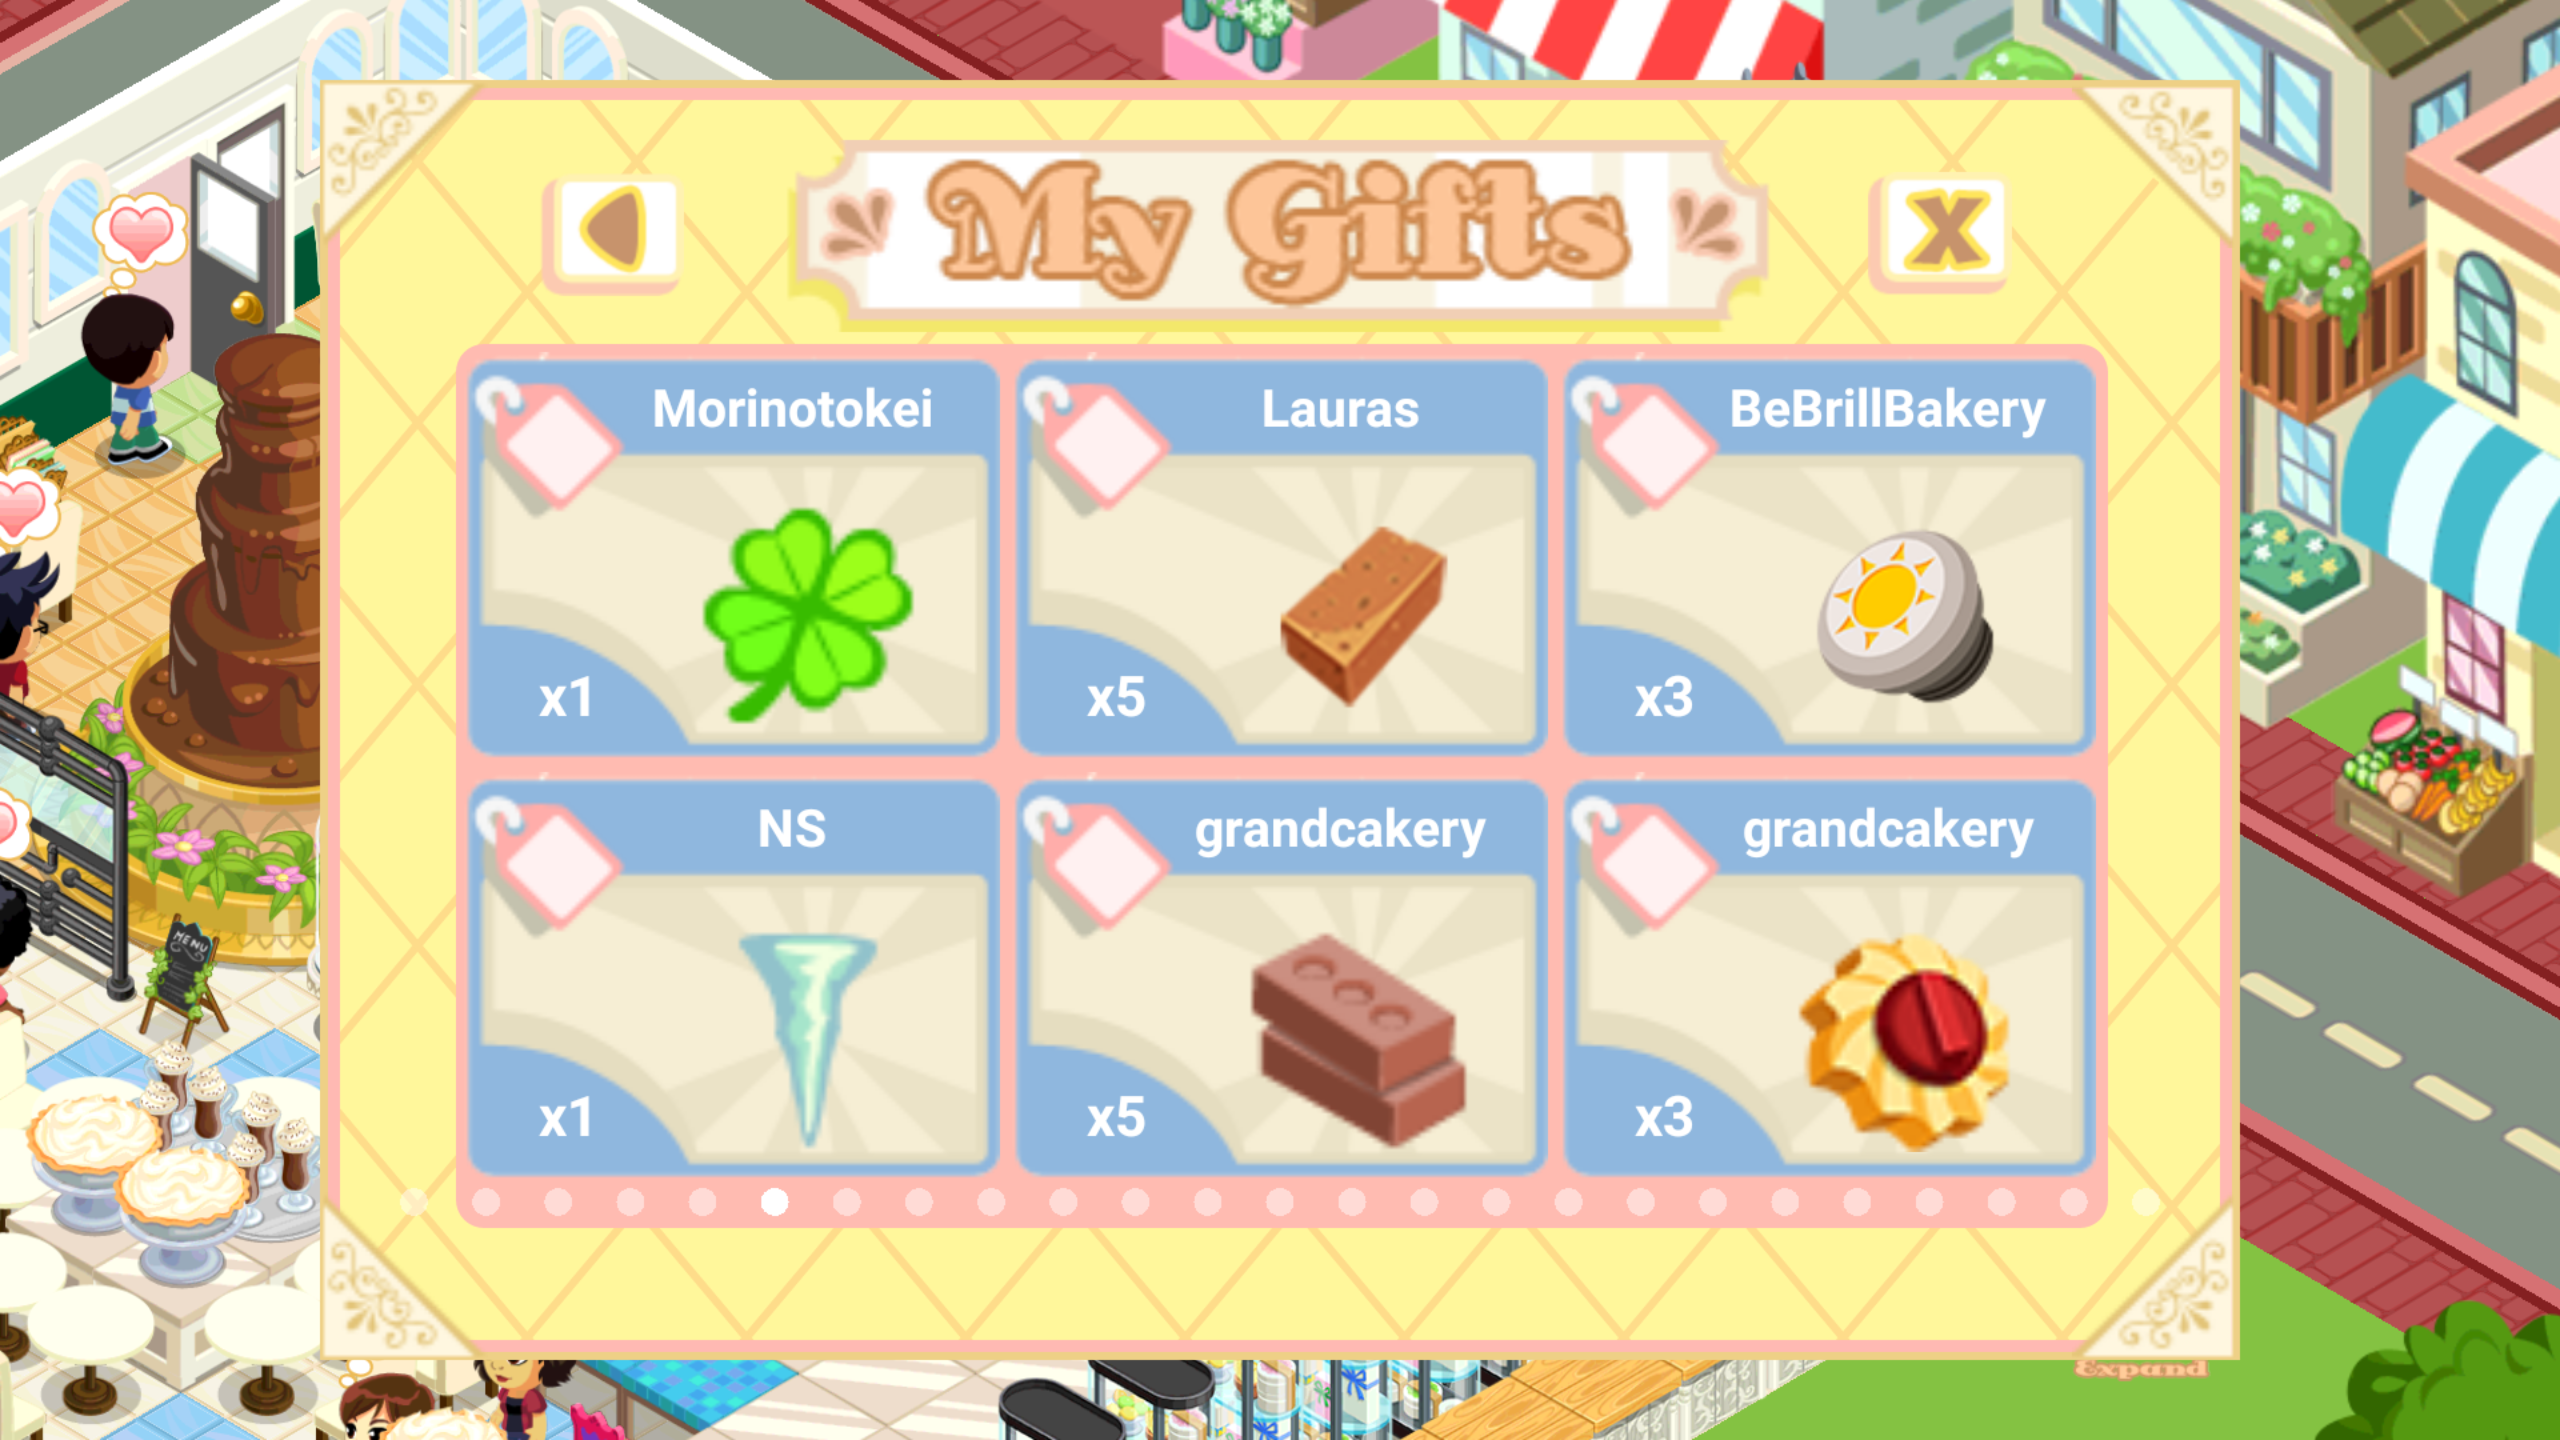 My Gifts
X
Morinotokei
Lauras
BeBrillBakery
x1
x5
x3
NS
grandcakery
grandcakery
x1
x5
x3
MENU
Expand